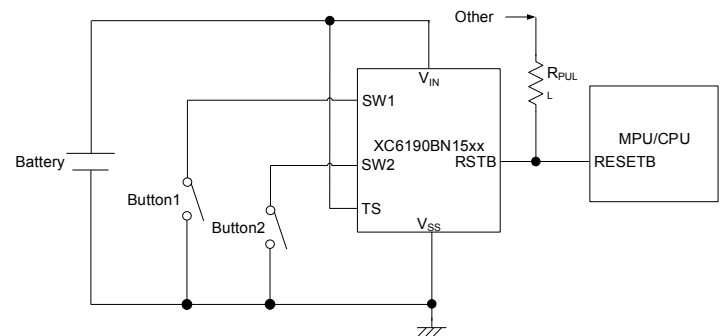 Other
V_IN
R_PUL
L
SW1
XC6190BN15xx
MPU/CPU
Battery
SW2
RSTB
RESETB
Button1
TS
Button2
V_SS